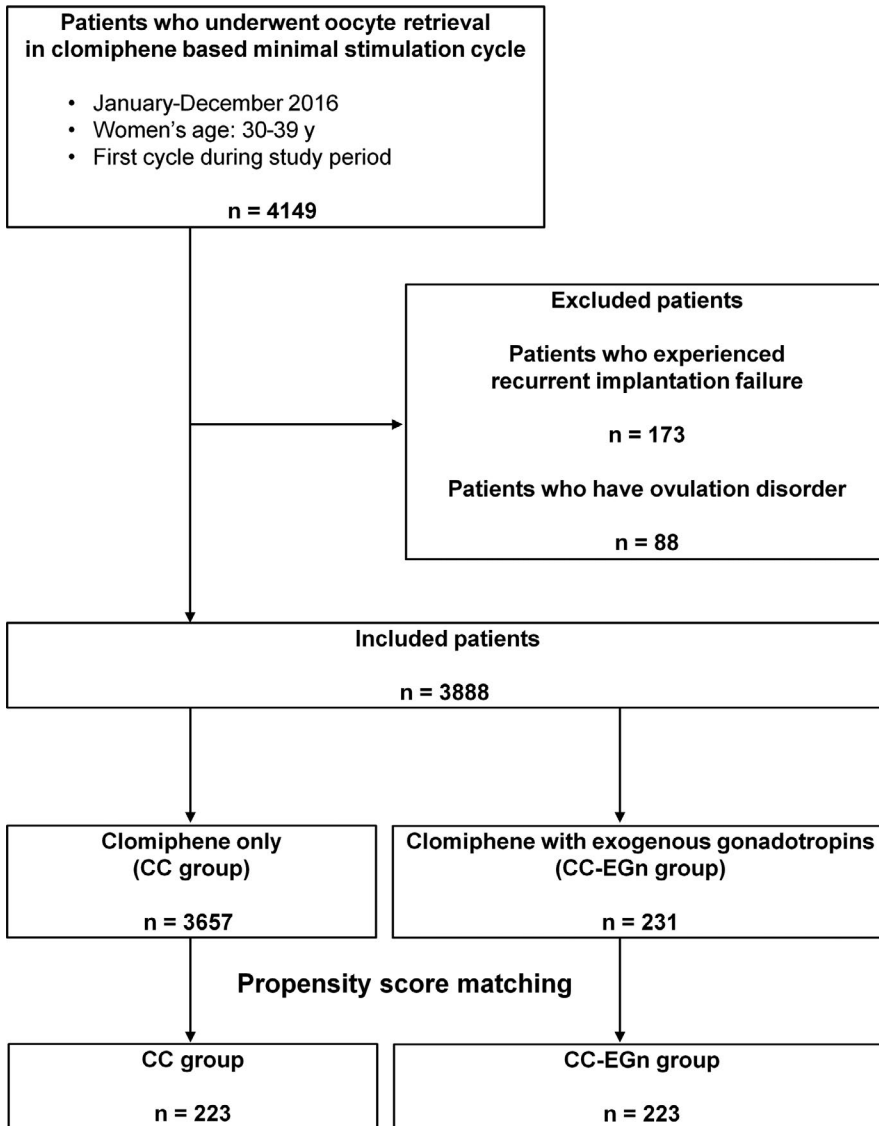 Patients who underwent oocyte retrieval
in clomiphene based minimal stimulation cycle
• January-December 2016
• Women's age: 30-39 y
• First cycle during study period
n = 4149
Excluded patients
Patients who experienced
recurrent implantation failure
n = 173
Patients who have ovulation disorder
n = 88
Included patients
n = 3888
Clomiphene only
(CC group)
n = 3657
Clomiphene with exogenous gonadotropins
(CC-EGn group)
n = 231
Propensity score matching
CC group
n = 223
CC-EGn group
n = 223